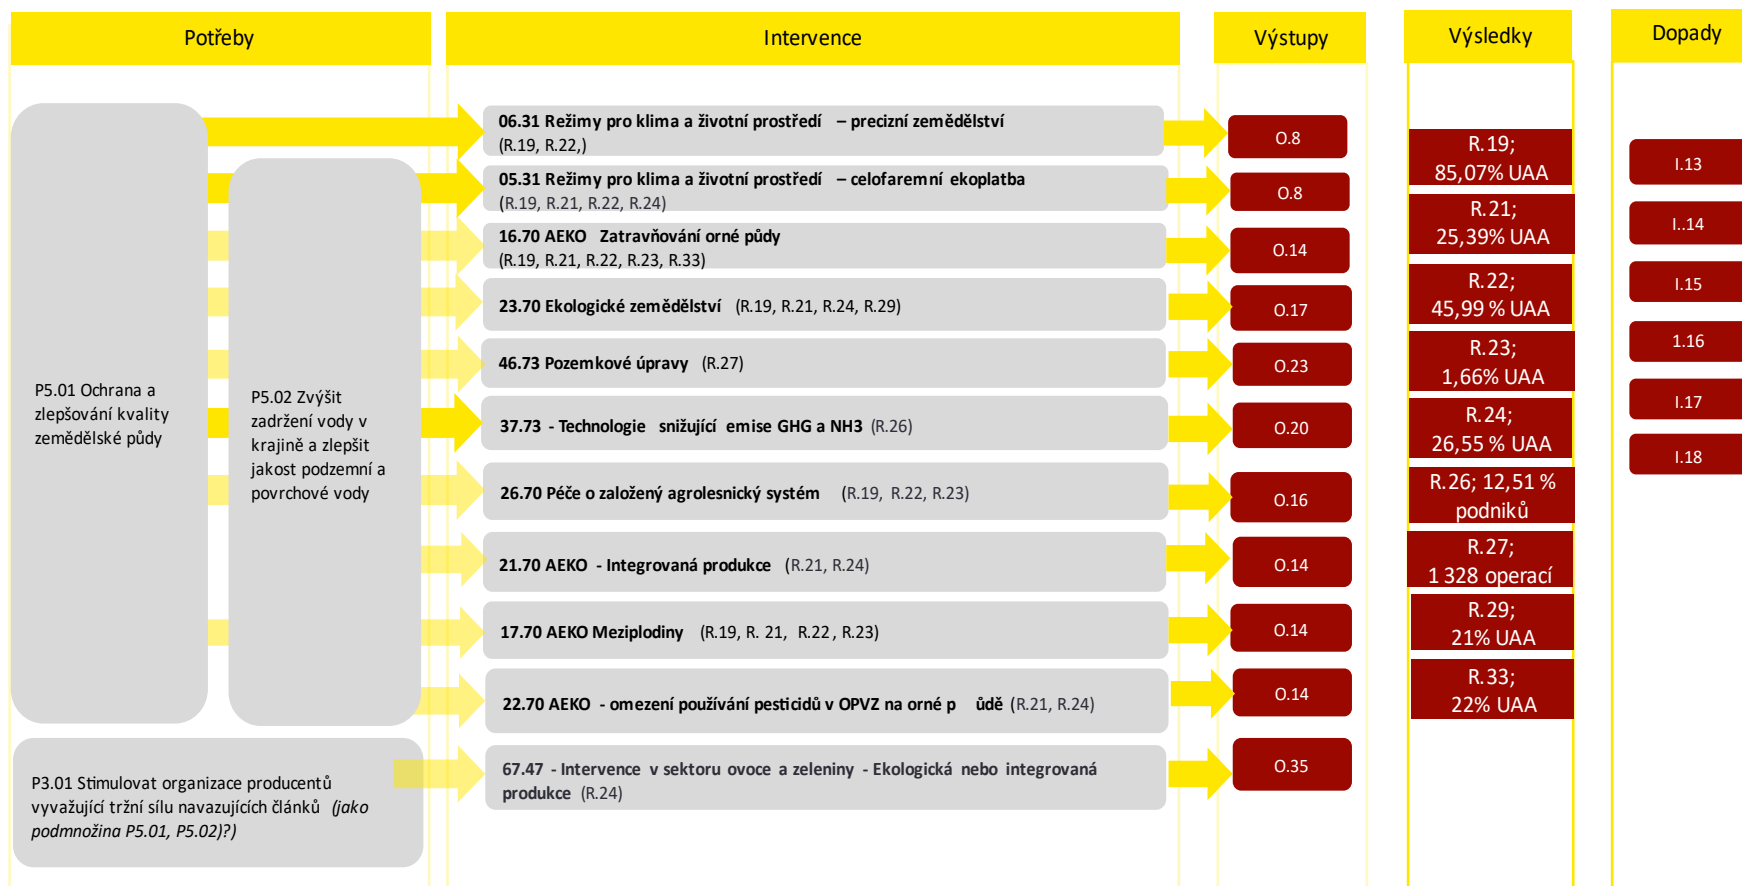 Potřeby
Intervence
Výstupy
Výsledky
Dopady
P5.01 Ochrana a
zlepšování kvality
zemědělské půdy
P5.02 Zvýšit
zadržení vody v
krajině a zlepšit
jakost podzemní a
povrchové vody
P3.01 Stimulovat organizace producentů
vyvažující tržní sílu navazujících článků (jako
podmnožina P5.01, P5.02)?)
06.31 Režimy pro klima a životní prostředí – precizní zemědělství
(R.19, R.22,)
05.31 Režimy pro klima a životní prostředí – celofaremní ekoplatba
(R.19, R.21, R.22, R.24)
16.70 AEKO Zatravňování orné půdy
(R.19, R.21, R.22, R.23, R.33)
23.70 Ekologické zemědělství (R.19, R.21, R.24, R.29)
46.73 Pozemkové úpravy (R.27)
37.73 - Technologie snižující emise GHG a NH3 (R.26)
26.70 Péče o založený agrolesnický systém (R.19, R.22, R.23)
21.70 AEKO - Integrovaná produkce (R.21, R.24)
17.70 AEKO Meziplodiny (R.19, R. 21, R.22, R.23)
22.70 AEKO - omezení používání pesticidů v OPVZ na orné p ůdě (R.21, R.24)
67.47 - Intervence v sektoru ovoce a zeleniny - Ekologická nebo integrovaná
produkce (R.24)
O.8
O.8
O.14
O.17
O.23
O.20
O.16
O.14
O.14
O.14
O.35
R.19;
85,07% UAA
R.21;
25,39% UAA
R.22;
45,99 % UAA
R.23;
1,66% UAA
R.24;
26,55 % UAA
R.26; 12,51 %
podniků
R.27;
1 328 operací
R.29;
21% UAA
R.33;
22% UAA
I.13
I..14
I.15
1.16
I.17
I.18